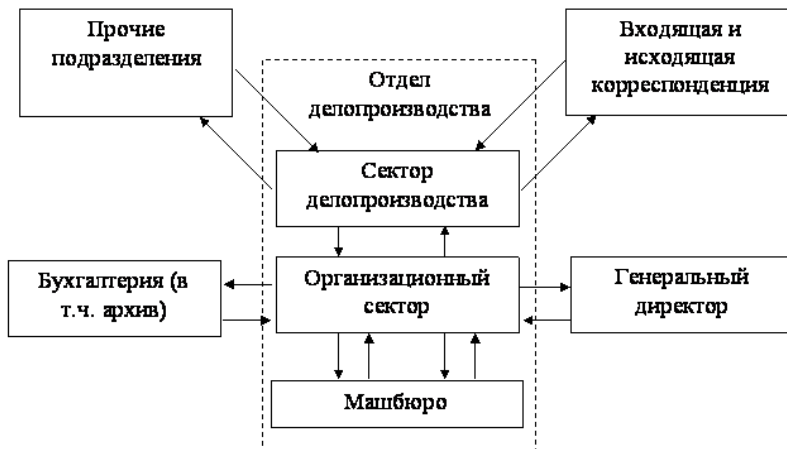 Прочие
подразделения
Входящая и
исходящая
корреспонденция
Отдел
делопроизводства
Сектор
делопроизводства
Бухгалтерия (в
т.ч. архив)
Организационный
сектор
Генеральный
директор
Машбюро